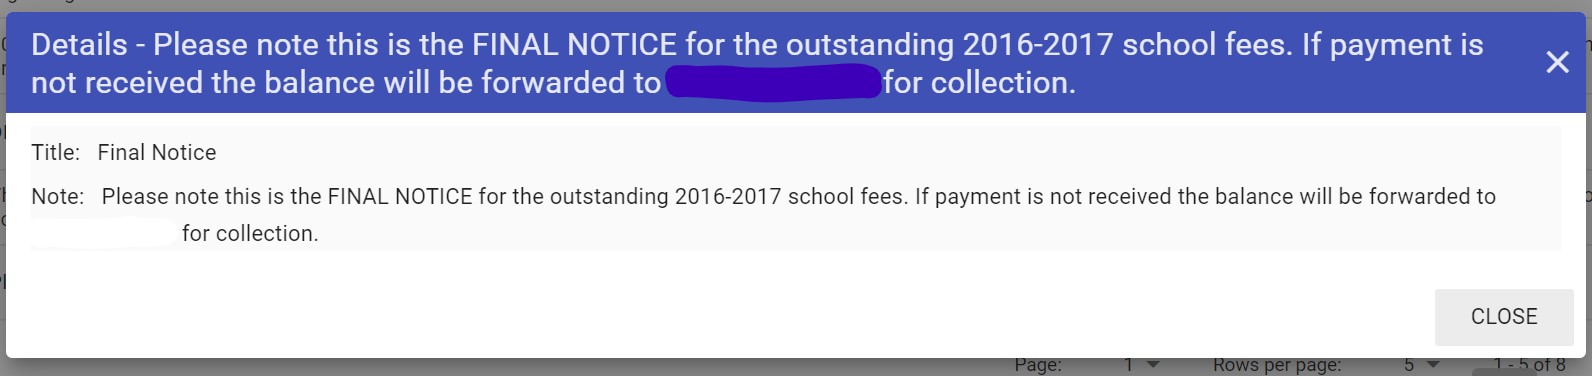 Details - Please note this is the FINAL NOTICE for the outstanding 2016-2017 school fees. If payment is
not received the balance will be forwarded to for collection.
Title: Final Notice
Note: Please note this is the FINAL NOTICE for the outstanding 2016-2017 school fees. If payment is not received the balance will be forwarded to
for collection.
CLOSE
Page: 1 Rows per page: 5 1 - 5 of 8